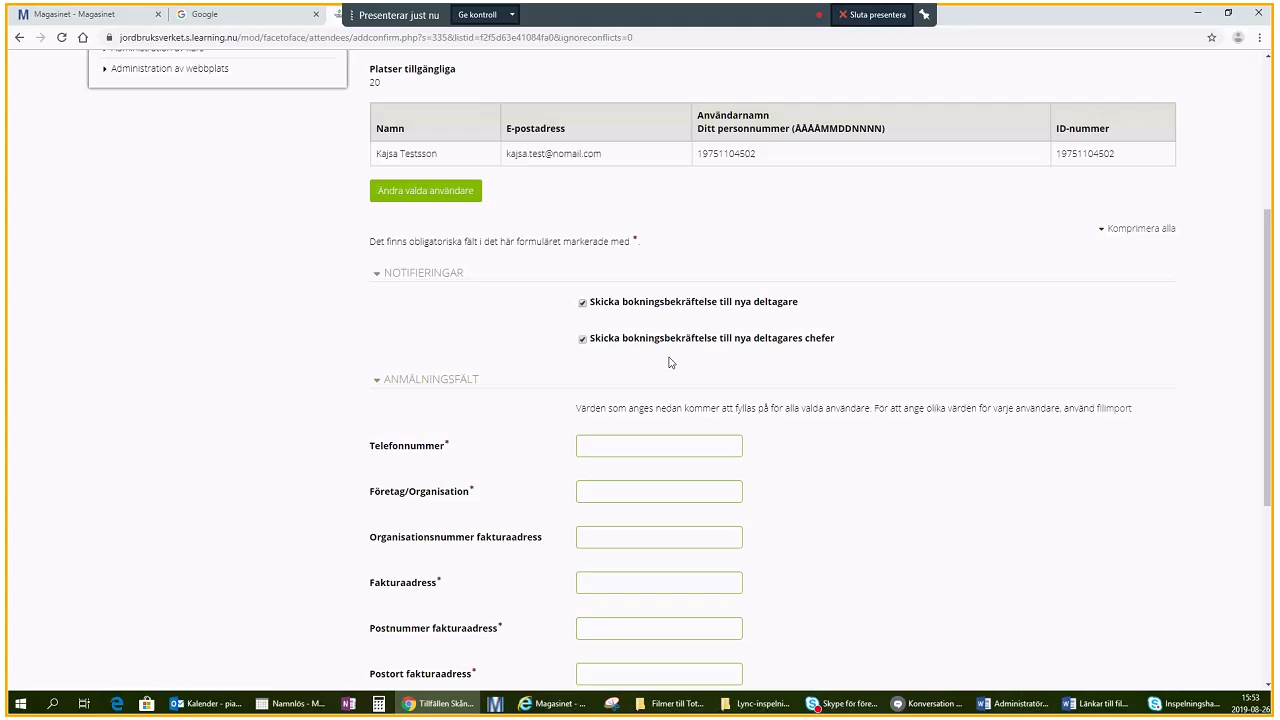 Magasinet - Magasinet
Google
Presenterar just nu
Ge kontroll
Sluta presentera
jordbruksverket.s.learning.nu/mod/facetoface/attendees/addconfirm.php?s=335&listid=f2f5d63e41084fa0&ignoreconflicts=0
Administration av webbplats
Platser tillgängliga
20
Namn
E-postadress
Användarnamn
Ditt personnummer (ÅÅÅÅMMDDNNNN)
ID-nummer
Kajsa Testsson
kajsa.test@nomail.com
19751104502
19751104502
Ändra valda användare
Komprimera alla
Det finns obligatoriska fält i det här formuläret markerade med *.
NOTIFIERINGAR
Skicka bokningsbekräftelse till nya deltagare
Skicka bokningsbekräftelse till nya deltagares chefer
ANMÄLNINGSFÄLT
Värden som anges nedan kommer att fyllas på för alla valda användare. För att ange olika värden för varje användare, använd filimport
Telefonnummer*
Företag/Organisation*
Organisationsnummer fakturaadress
Fakturaadress*
Postnummer fakturaadress*
Postort fakturaadress*
Kalender - pia...
Namnlös - M...
Tillfällen Skån...
Magasinet - ...
Filmer till Tot...
Lync-inspelnin...
Skype för före...
Konversation ...
Administratör...
Länkar till fil...
Inspelningsha...
15:53
2019-08-26